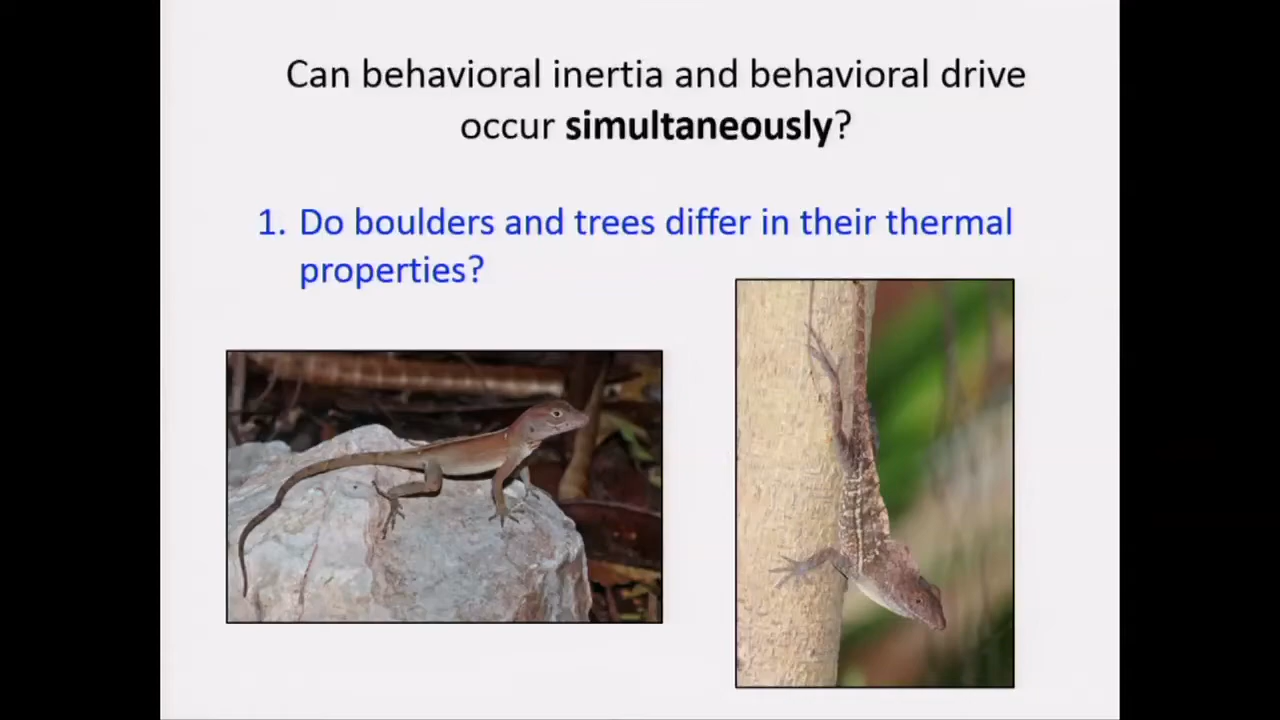 Can behavioral inertia and behavioral drive
occur simultaneously?
1. Do boulders and trees differ in their thermal
properties?